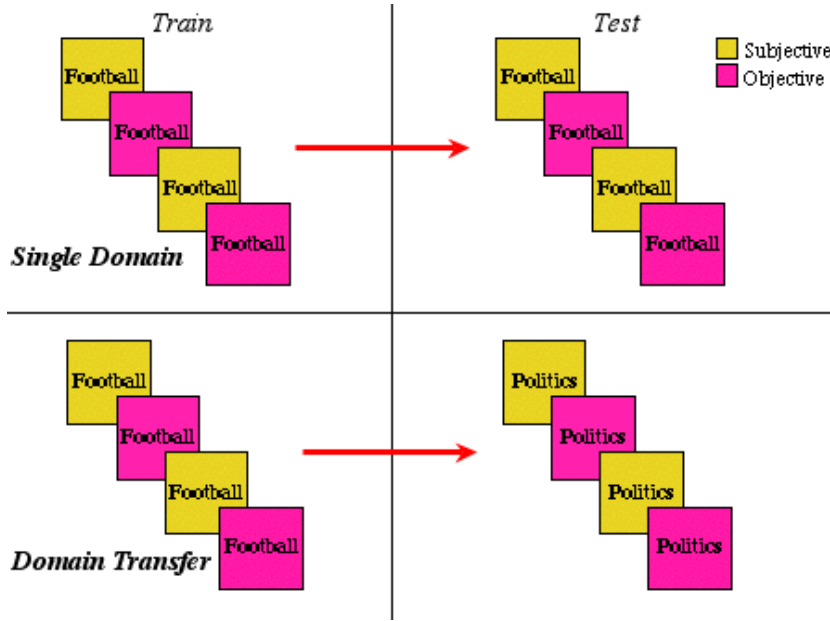 Train
Test
Subjective
Objective
Football
Football
Football
Football
Single Domain
Football
Football
Football
Football
Football
Football
Football
Football
Domain Transfer
Politics
Politics
Politics
Politics